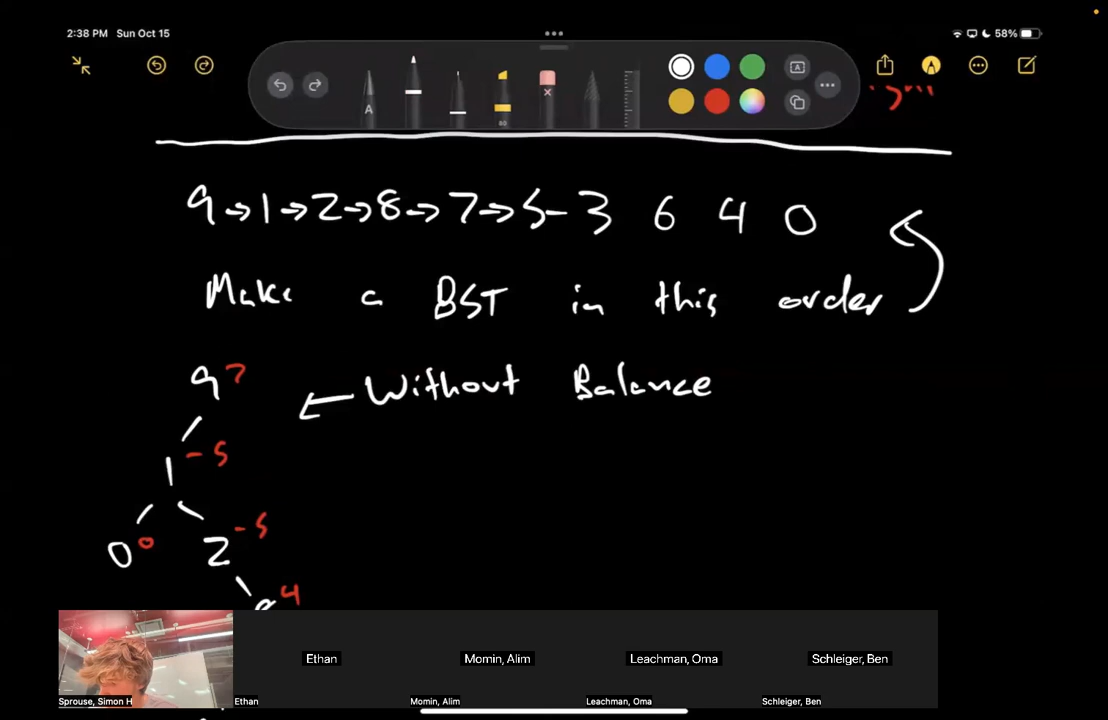 2:38 PM Sun Oct 15
58%
A
80
A
9→1→2→8→7→5-3 6 4 0
Make a BST in this order
9 7
← Without Balance
1 -5
0 0 2 -5
4
Ethan
Momin, Alim
Leachman, Oma
Schleiger, Ben
Sprouse, Simon H
Ethan
Momin, Alim
Leachman, Oma
Schleiger, Ben